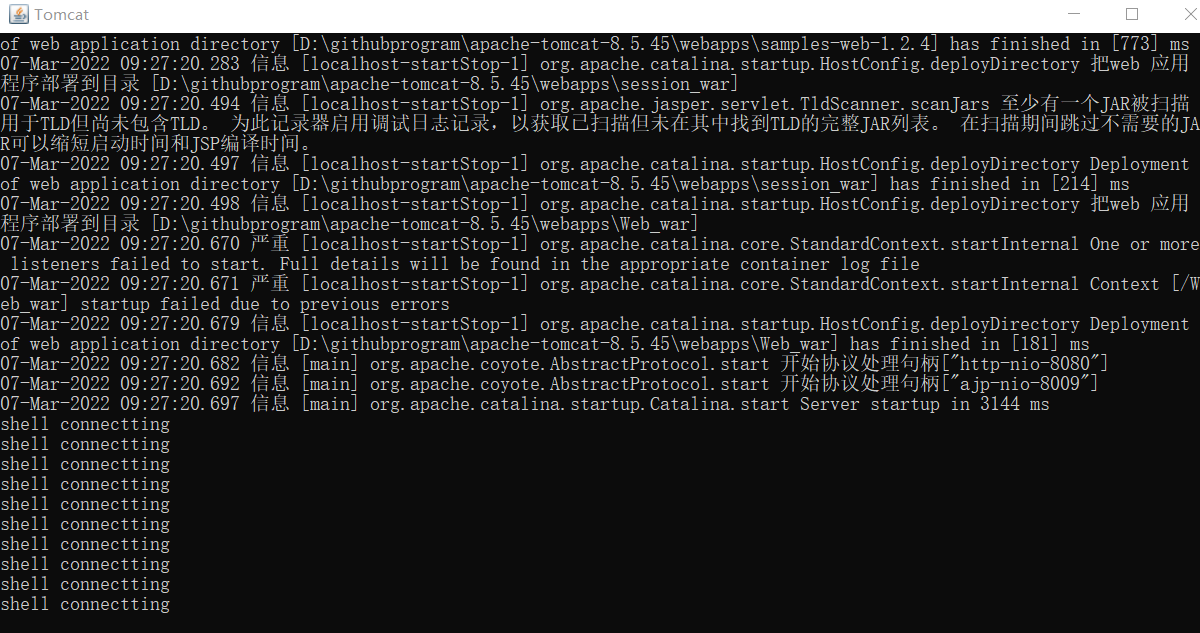 Tomcat
of web application directory [D:\githubprogram\apache-tomcat-8.5.45\webapps\samples-web-1.2.4] has finished in [773] ms
07-Mar-2022 09:27:20.283 信息 [localhost-startStop-1] org.apache.catalina.startup.HostConfig.deployDirectory 把web 应用
程序部署到目录 [D:\githubprogram\apache-tomcat-8.5.45\webapps\session_war]
07-Mar-2022 09:27:20.494 信息 [localhost-startStop-1] org.apache.jasper.servlet.TldScanner.scanJars 至少有一个JAR被扫描
用于TLD但尚未包含TLD。 为此记录器启用调试日志记录，以获取已扫描但未在其中找到TLD的完整JAR列表。 在扫描期间跳过不需要的JA
R可以缩短启动时间和JSP编译时间。
07-Mar-2022 09:27:20.497 信息 [localhost-startStop-1] org.apache.catalina.startup.HostConfig.deployDirectory Deployment
of web application directory [D:\githubprogram\apache-tomcat-8.5.45\webapps\session_war] has finished in [214] ms
07-Mar-2022 09:27:20.498 信息 [localhost-startStop-1] org.apache.catalina.startup.HostConfig.deployDirectory 把web 应用
程序部署到目录 [D:\githubprogram\apache-tomcat-8.5.45\webapps\Web_war]
07-Mar-2022 09:27:20.670 严重 [localhost-startStop-1] org.apache.catalina.core.StandardContext.startInternal One or more
listeners failed to start. Full details will be found in the appropriate container log file
07-Mar-2022 09:27:20.671 严重 [localhost-startStop-1] org.apache.catalina.core.StandardContext.startInternal Context [/W
eb_war] startup failed due to previous errors
07-Mar-2022 09:27:20.679 信息 [localhost-startStop-1] org.apache.catalina.startup.HostConfig.deployDirectory Deployment
of web application directory [D:\githubprogram\apache-tomcat-8.5.45\webapps\Web_war] has finished in [181] ms
07-Mar-2022 09:27:20.682 信息 [main] org.apache.coyote.AbstractProtocol.start 开始协议处理句柄["http-nio-8080"]
07-Mar-2022 09:27:20.692 信息 [main] org.apache.coyote.AbstractProtocol.start 开始协议处理句柄["ajp-nio-8009"]
07-Mar-2022 09:27:20.697 信息 [main] org.apache.catalina.startup.Catalina.start Server startup in 3144 ms
shell connectting
shell connectting
shell connectting
shell connectting
shell connectting
shell connectting
shell connectting
shell connectting
shell connectting
shell connectting